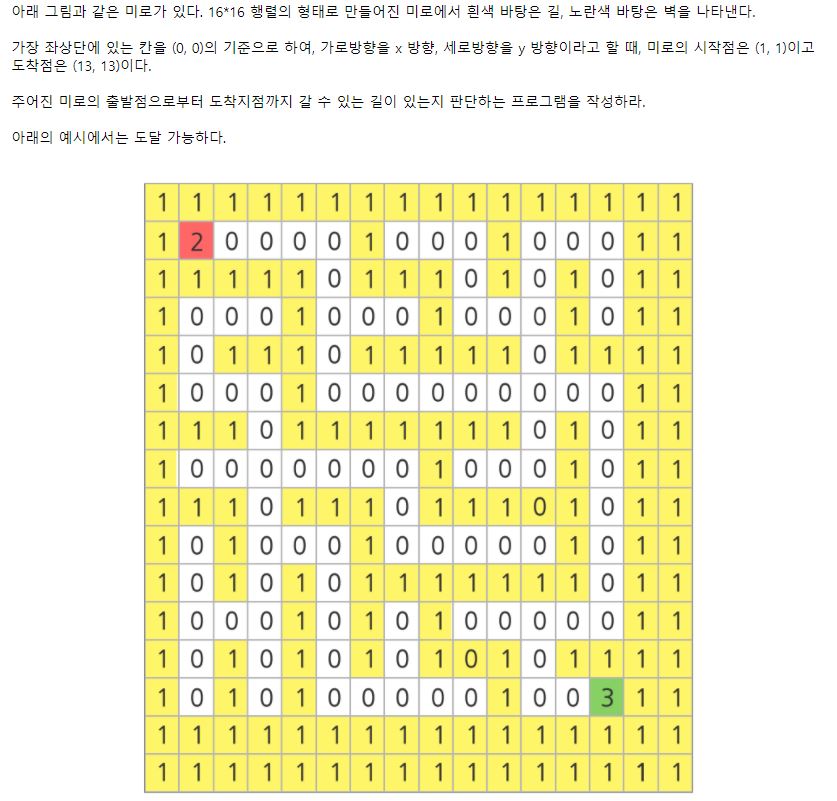 아래 그림과 같은 미로가 있다. 16*16 행렬의 형태로 만들어진 미로에서 흰색 바탕은 길, 노란색 바탕은 벽을 나타낸다.
가장 좌상단에 있는 칸을 (0, 0)의 기준으로 하여, 가로방향을 x 방향, 세로방향을 y 방향이라고 할 때, 미로의 시작점은 (1, 1)이고
도착점은 (13, 13)이다.
주어진 미로의 출발점으로부터 도착지점까지 갈 수 있는 길이 있는지 판단하는 프로그램을 작성하라.
아래의 예시에서는 도달 가능하다.
1 1 1 1 1 1 1 1 1 1 1 1 1 1 1 1
1 2 0 0 0 0 1 0 0 0 1 0 0 0 1 1
1 1 1 1 1 0 1 1 1 0 1 0 1 0 1 1
1 0 0 0 1 0 0 0 1 0 0 0 1 0 1 1
1 0 1 1 1 0 1 1 1 1 1 0 1 1 1 1
1 0 0 0 1 0 0 0 0 0 0 0 0 0 1 1
1 1 1 0 1 1 1 1 1 1 1 0 1 0 1 1
1 0 0 0 0 0 0 0 1 0 0 0 1 0 1 1
1 1 1 0 1 1 1 0 1 1 1 0 1 0 1 1
1 0 1 0 0 0 1 0 0 0 0 0 1 0 1 1
1 0 1 0 1 0 1 1 1 1 1 1 1 0 1 1
1 0 0 0 1 0 1 0 1 0 0 0 0 0 1 1
1 0 1 0 1 0 1 0 1 0 1 0 1 1 1 1
1 0 1 0 1 0 0 0 0 0 1 0 0 3 1 1
1 1 1 1 1 1 1 1 1 1 1 1 1 1 1 1
1 1 1 1 1 1 1 1 1 1 1 1 1 1 1 1